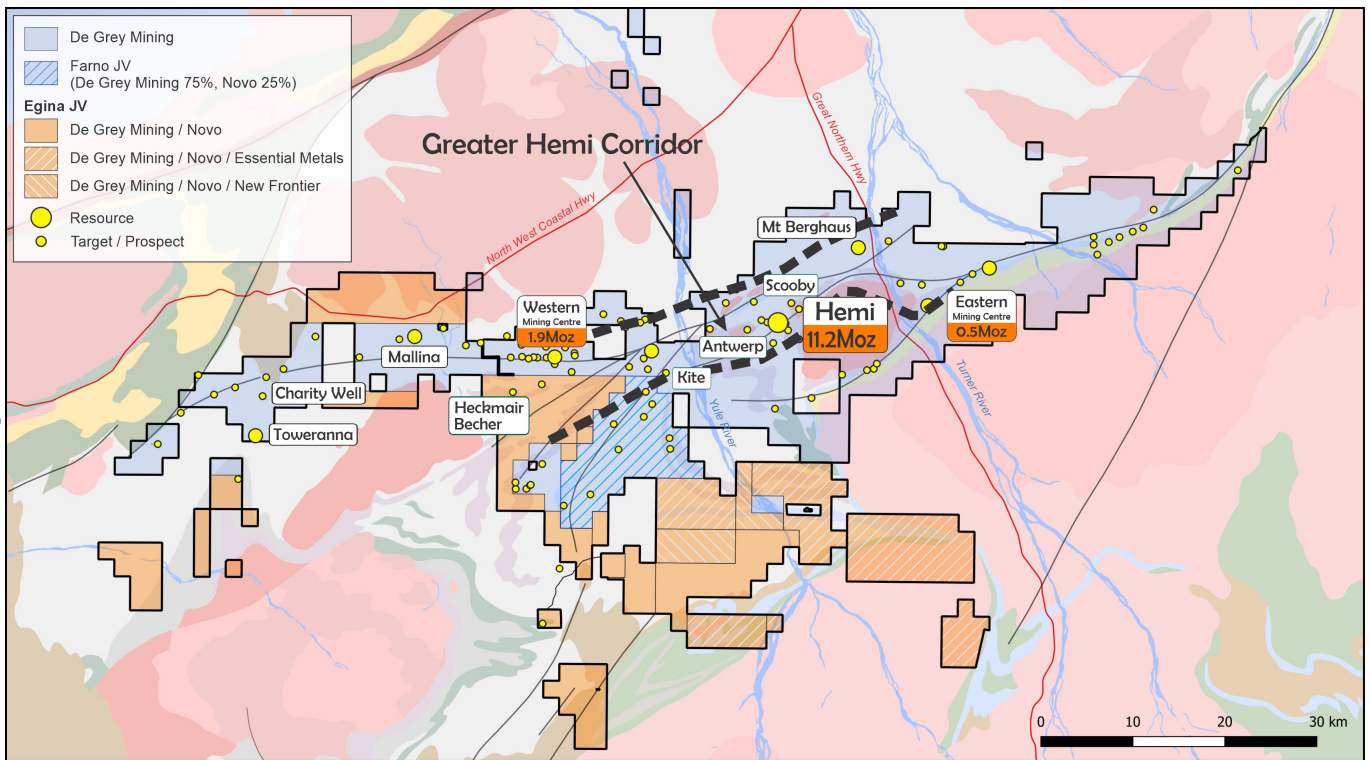 De Grey Mining
Farno JV
(De Grey Mining 75%, Novo 25%)
Egina JV
De Grey Mining / Novo
De Grey Mining / Novo / Essential Metals
De Grey Mining / Novo / New Frontier
Resource
Target / Prospect
Greater Hemi Corridor
Great Northern Hwy
North West Coastal Hwy
Mt Berghaus
Scooby
Western
Mining Centre
1.9Moz
Hemi
11.2Moz
Eastern
Mining Centre
0.5Moz
Antwerp
Mallina
Kite
Charity Well
Heckmair
Becher
Toweranna
Yule River
Turner River
0 10 20 30 km